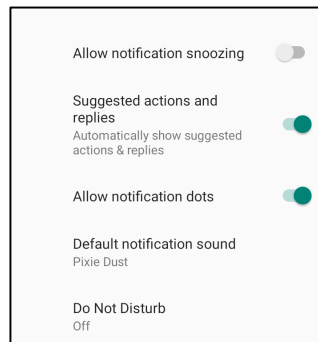 Allow notification snoozing
Suggested actions and
replies
Automatically show suggested
actions & replies
Allow notification dots
Default notification sound
Pixie Dust
Do Not Disturb
Off